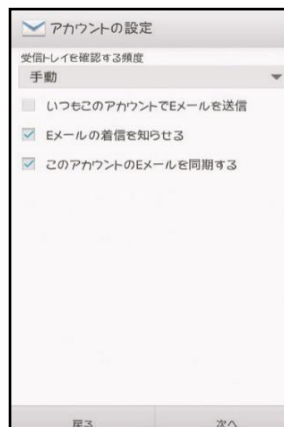 アカウントの設定
受信トレイを確認する頻度
手動
いつもこのアカウントでEメールを送信
Eメールの着信を知らせる
このアカウントのEメールを同期する
戻る
次へ